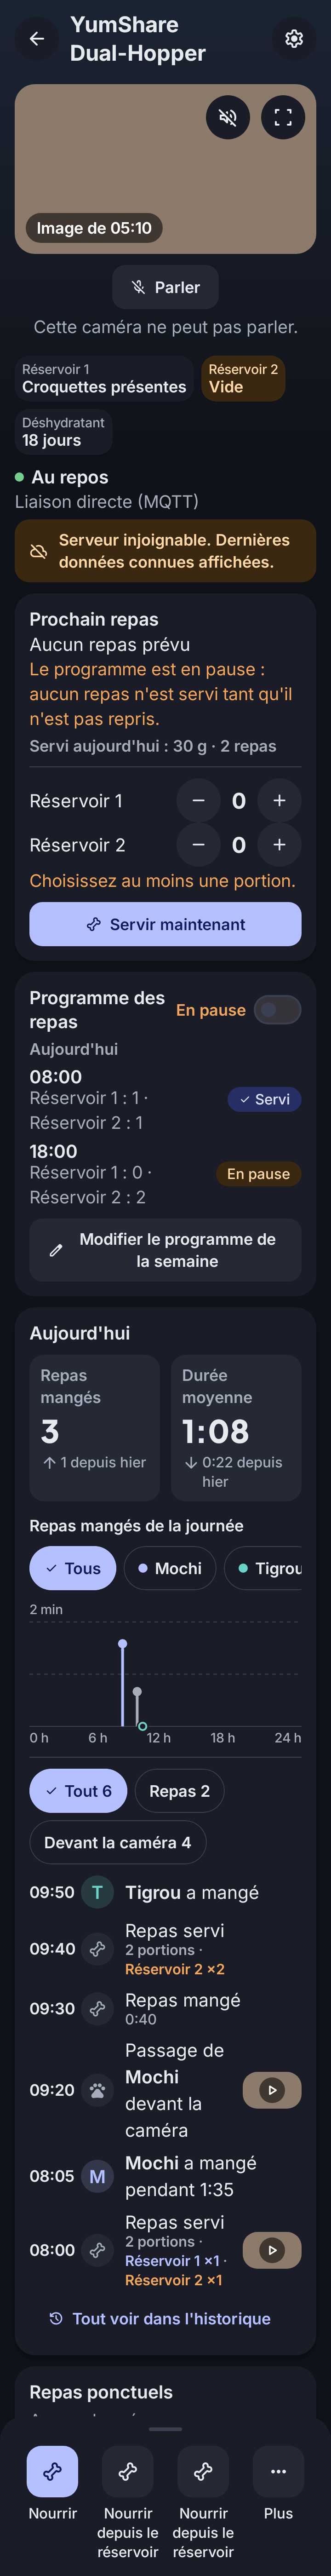 YumShare
Dual-Hopper
Image de 05:10
Parler
Cette caméra ne peut pas parler.
Réservoir 1
Croquettes présentes
Réservoir 2
Vide
Déshydratant
18 jours
Au repos
Liaison directe (MQTT)
Serveur injoignable. Dernières
données connues affichées.
Prochain repas
Aucun repas prévu
Le programme est en pause :
aucun repas n'est servi tant qu'il
n'est pas repris.
Servi aujourd'hui : 30 g · 2 repas
Réservoir 1
− 0 +
Réservoir 2
− 0 +
Choisissez au moins une portion.
Servir maintenant
Programme des
repas
En pause
Aujourd'hui
08:00
Réservoir 1 : 1 ·
Réservoir 2 : 1
Servi
18:00
Réservoir 1 : 0 ·
Réservoir 2 : 2
En pause
Modifier le programme de
la semaine
Aujourd'hui
Repas
mangés
3
1 depuis hier
Durée
moyenne
1:08
0:22 depuis
hier
Repas mangés de la journée
Tous
Mochi
Tigrou
2 min
0 h 6 h 12 h 18 h 24 h
Tout 6
Repas 2
Devant la caméra 4
09:50 T Tigrou a mangé
09:40 Repas servi
2 portions ·
Réservoir 2 ×2
09:30 Repas mangé
0:40
Passage de
09:20 Mochi
devant la
caméra
08:05 M Mochi a mangé
pendant 1:35
08:00 Repas servi
2 portions ·
Réservoir 1 ×1 ·
Réservoir 2 ×1
Tout voir dans l'historique
Repas ponctuels
Nourrir
Nourrir
depuis le
réservoir
Nourrir
depuis le
réservoir
Plus